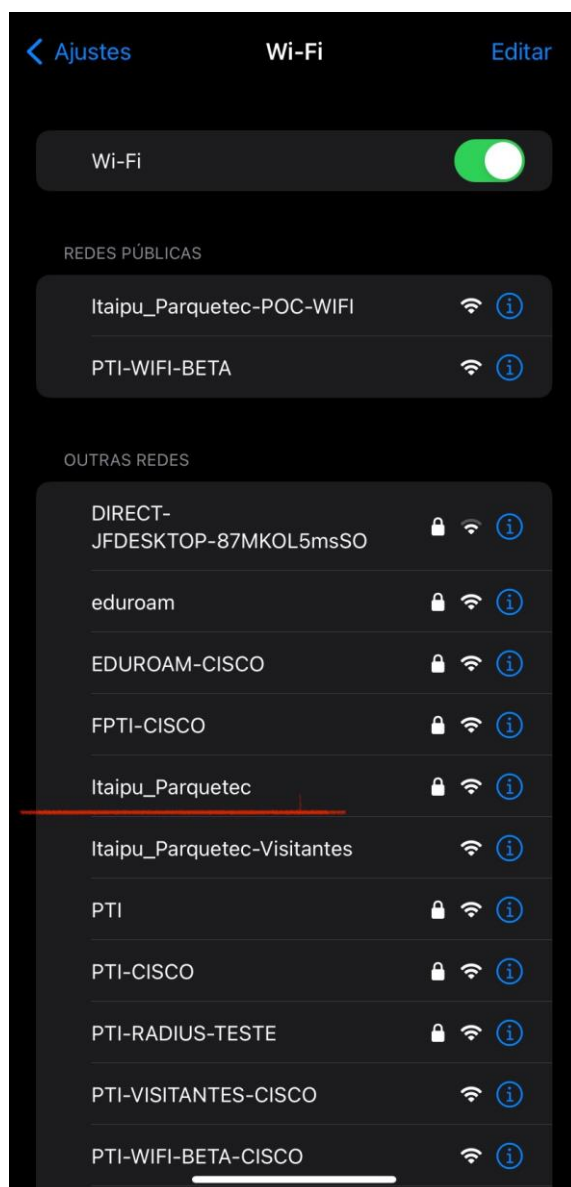 Ajustes Wi-Fi Editar
Wi-Fi
REDES PÚBLICAS
Itaipu_Parquetec-POC-WIFI
PTI-WIFI-BETA
OUTRAS REDES
DIRECT-
JFDESKTOP-87MKOL5msSO
eduroam
EDUROAM-CISCO
FPTI-CISCO
Itaipu_Parquetec
Itaipu_Parquetec-Visitantes
PTI
PTI-CISCO
PTI-RADIUS-TESTE
PTI-VISITANTES-CISCO
PTI-WIFI-BETA-CISCO